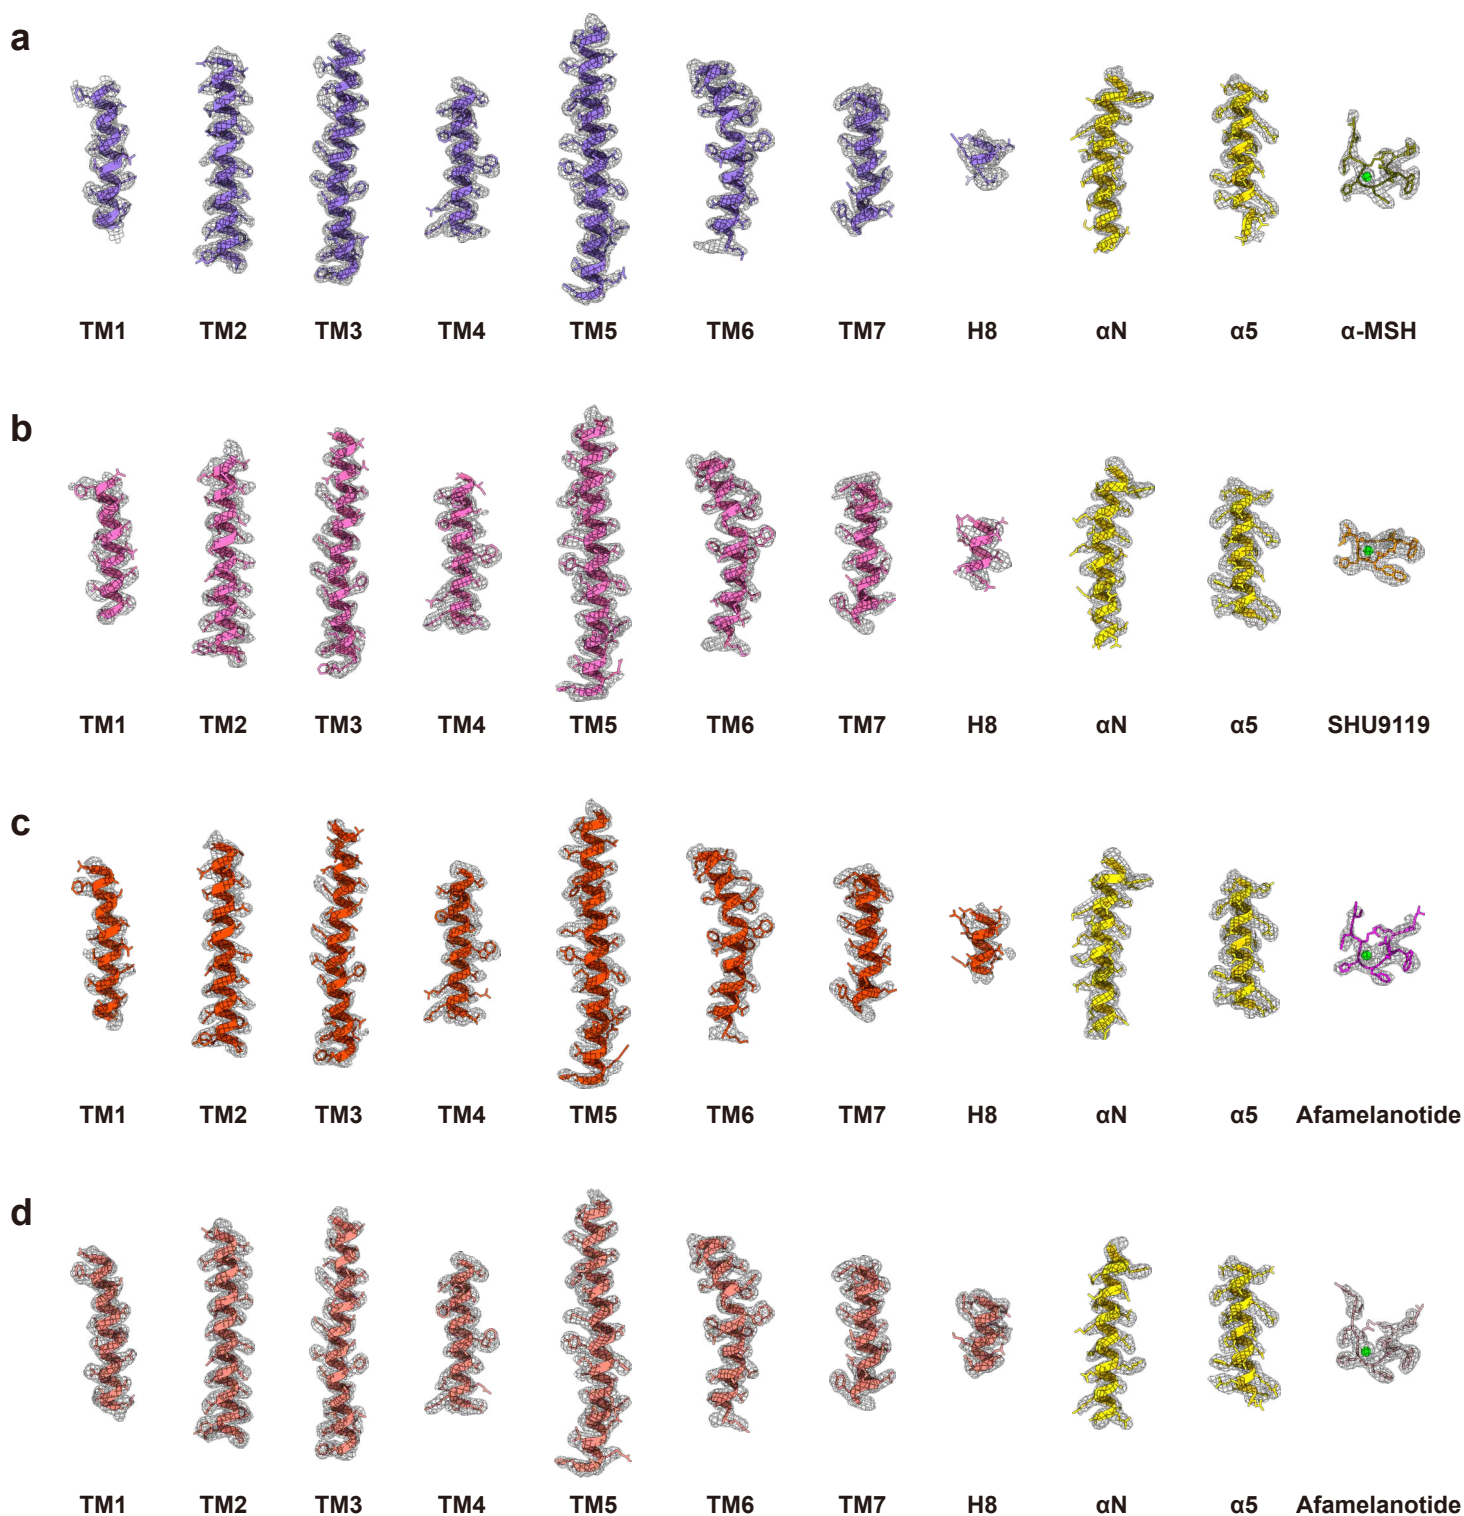 a
TM1 TM2 TM3 TM4 TM5 TM6 TM7 H8 αN α5 α-MSH
b
TM1 TM2 TM3 TM4 TM5 TM6 TM7 H8 αN α5 SHU9119
c
TM1 TM2 TM3 TM4 TM5 TM6 TM7 H8 αN α5 Afamelanotide
d
TM1 TM2 TM3 TM4 TM5 TM6 TM7 H8 αN α5 Afamelanotide